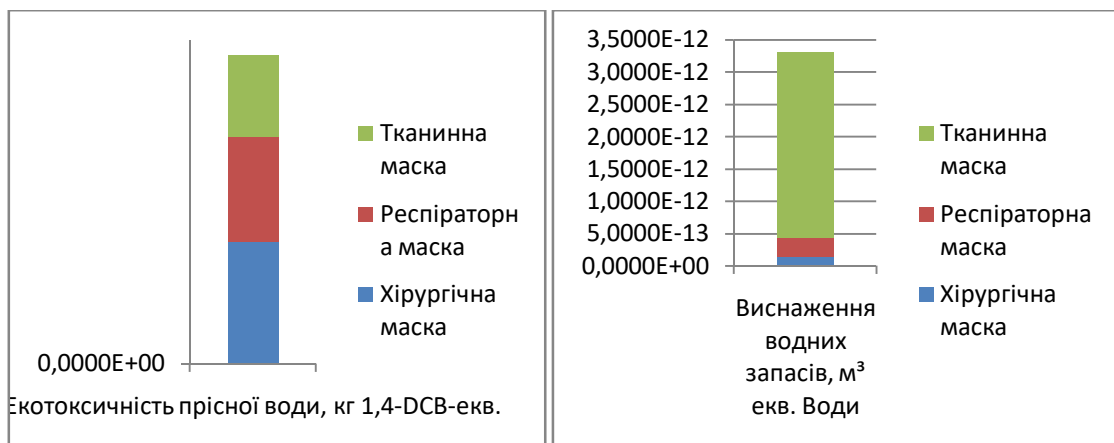 Тканинна
маска
Респіраторн
а маска
Хірургічна
маска
0,0000E+00
Екотоксичність прісної води, кг 1,4-DCB-екв.
3,5000E-12
3,0000E-12
2,5000E-12
2,0000E-12
1,5000E-12
1,0000E-12
5,0000E-13
0,0000E+00
Виснаження
водних
запасів, м³
екв. Води
Тканинна
маска
Респіраторна
маска
Хірургічна
маска